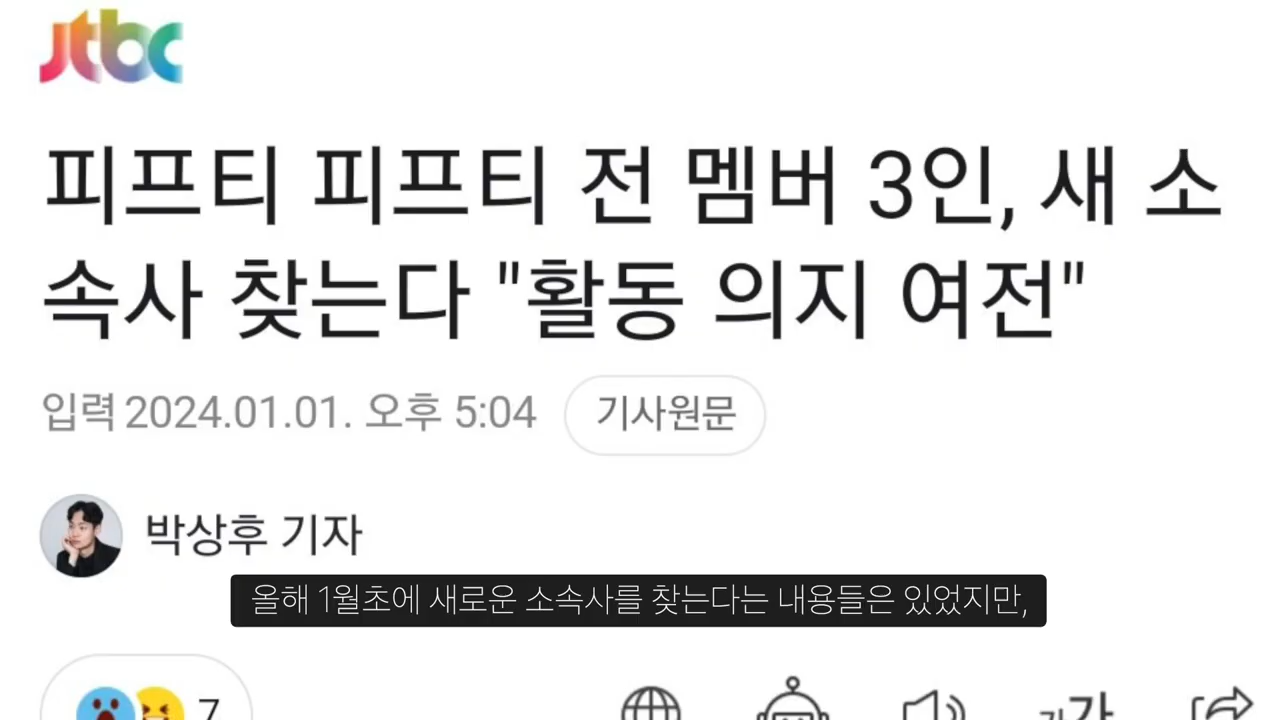 jtbc
피프티 피프티 전 멤버 3인, 새 소
속사 찾는다 "활동 의지 여전"
입력 2024.01.01. 오후 5:04 기사원문
박상후 기자
올해 1월초에 새로운 소속사를 찾는다는 내용들은 있었지만,
7
가가